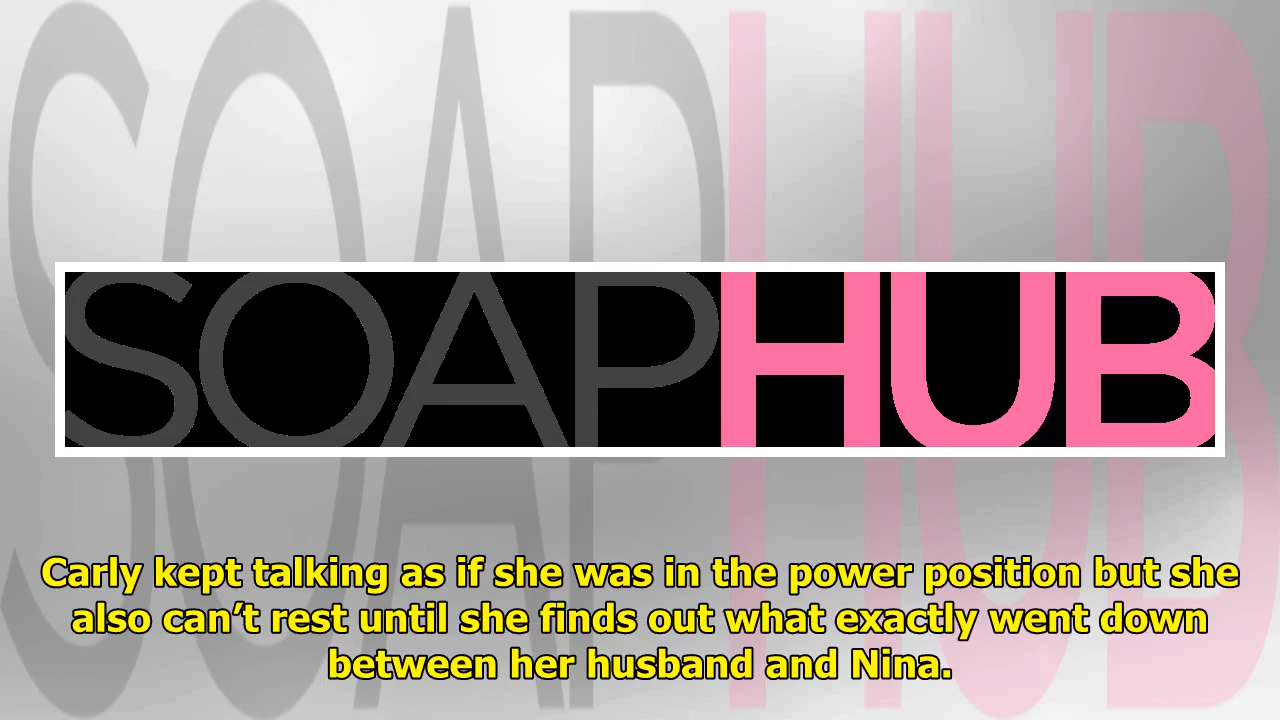 SOAPHUB
SOAPHUB
Carly kept talking as if she was in the power position but she
also can’t rest until she finds out what exactly went down
between her husband and Nina.